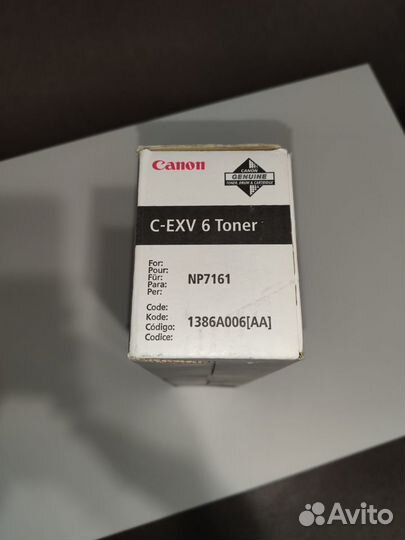 Canon
CANON
GENUINE
TONER, DRUM & CARTRIDGE
C-EXV 6 Toner
For:
Pour:
Für:
Para:
Per:
NP7161
Code:
Kode:
Código:
Codice:
1386A006[AA]
Avito